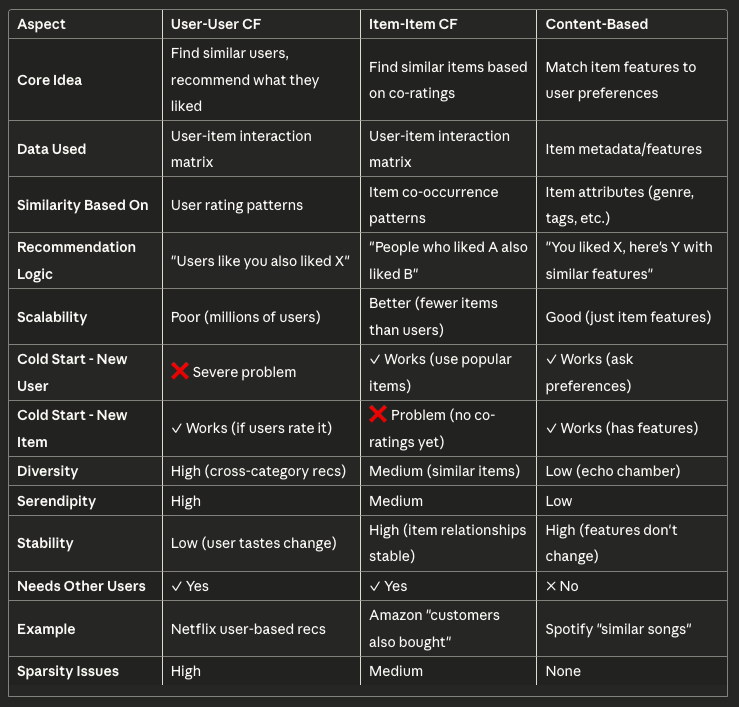 Aspect User-User CF Item-Item CF Content-Based
Core Idea
Find similar users,
recommend what they
liked
Find similar items based
on co-ratings
Match item features to
user preferences
Data Used
User-item interaction
matrix
User-item interaction
matrix
Item metadata/features
Similarity Based On
User rating patterns
Item co-occurrence
patterns
Item attributes (genre,
tags, etc.)
Recommendation
Logic
"Users like you also liked X"
"People who liked A also
liked B"
"You liked X, here's Y with
similar features"
Scalability
Poor (millions of users)
Better (fewer items
than users)
Good (just item features)
Cold Start - New
User
❌ Severe problem
✓ Works (use popular
items)
✓ Works (ask
preferences)
Cold Start - New
Item
✓ Works (if users rate it)
❌ Problem (no co-
ratings yet)
✓ Works (has features)
Diversity
High (cross-category recs)
Medium (similar items)
Low (echo chamber)
Serendipity
High
Medium
Low
Stability
Low (user tastes change)
High (item relationships
stable)
High (features don't
change)
Needs Other Users
✓ Yes
✓ Yes
✕ No
Example
Netflix user-based recs
Amazon "customers
also bought"
Spotify "similar songs"
Sparsity Issues
High
Medium
None